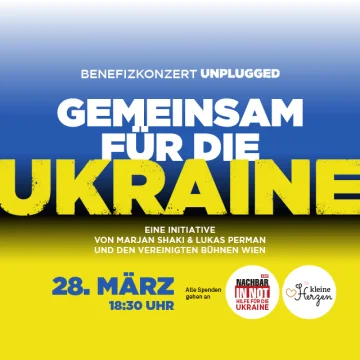 BENEFIZKONZERT UNPLUGGED
GEMEINSAM
FÜR DIE
UKRAINE
EINE INITIATIVE
VON MARJAN SHAKI & LUKAS PERMAN
UND DEN VEREINIGTEN BÜHNEN WIEN
28. MÄRZ
18:30 UHR
Alle Spenden
gehen an
NACHBAR
IN NOT
HILFE FÜR DIE
UKRAINE
kleine
Herzen